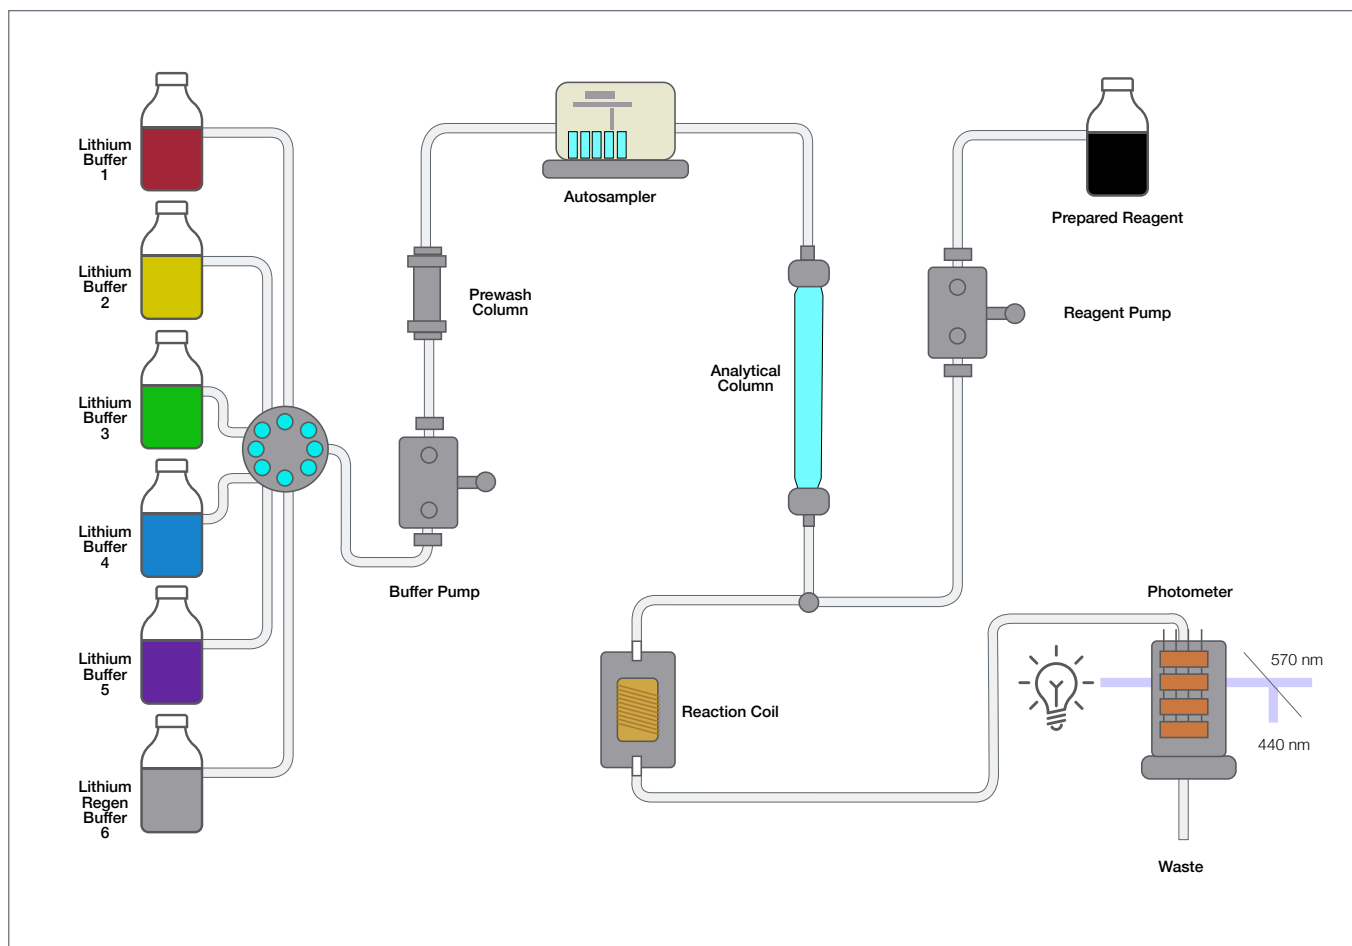 Lithium
Buffer
1
Lithium
Buffer
2
Lithium
Buffer
3
Lithium
Buffer
4
Lithium
Buffer
5
Lithium
Regen
Buffer
6
Prewash
Column
Buffer Pump
Autosampler
Analytical
Column
Prepared Reagent
Reagent Pump
Reaction Coil
Photometer
570 nm
440 nm
Waste